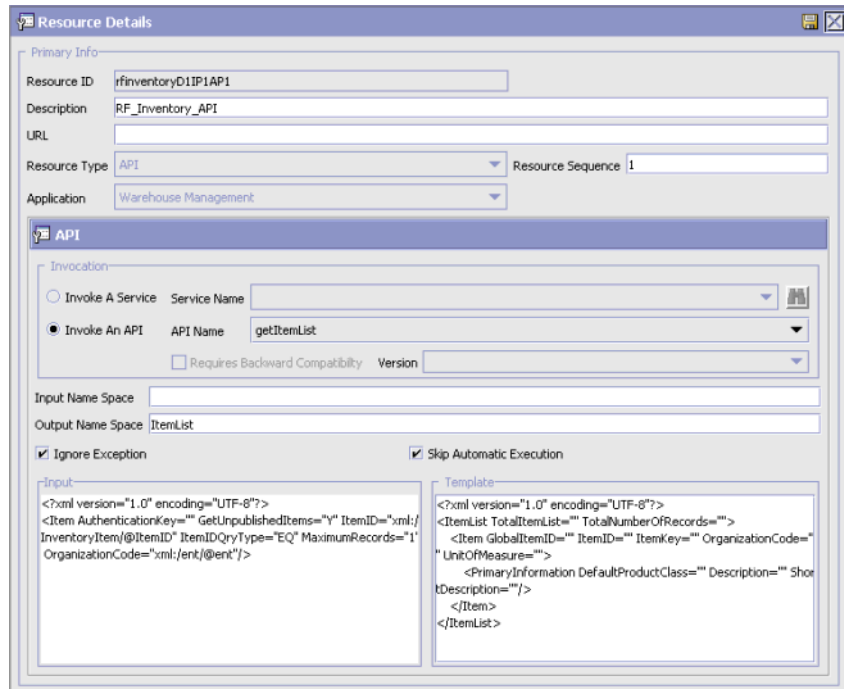 Resource Details
Primary Info
Resource ID rfinventoryD1IP1AP1
Description RF_Inventory_API
URL
Resource Type API Resource Sequence 1
Application Warehouse Management
API
Invocation
Invoke A Service Service Name
Invoke An API API Name getItemList
Requires Backward Compatibilty Version
Input Name Space
Output Name Space ItemList
Ignore Exception Skip Automatic Execution
Input
<?xml version="1.0" encoding="UTF-8"?>
<Item AuthenticationKey="" GetUnpublishedItems="Y" ItemID="xml:/
InventoryItem/@ItemID" ItemIDQryType="EQ" MaximumRecords="1"
OrganizationCode="xml:/ent/@ent"/>
Template
<?xml version="1.0" encoding="UTF-8"?>
<ItemList TotalItemList="" TotalNumberOfRecords="">
<Item GlobalItemID="" ItemID="" ItemKey="" OrganizationCode="
" UnitOfMeasure="">
<PrimaryInformation DefaultProductClass="" Description="" Shor
tDescription=""/>
</Item>
</ItemList>